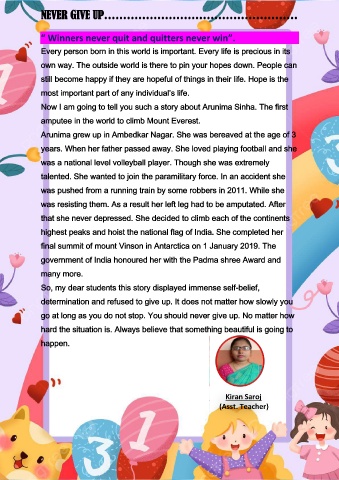 NEVER GIVE UP....................................................
" Winners never quit and quitters never win".
Every person born in this world is important. Every life is precious in its
own way. The outside world is there to pin your hopes down. People can
still become happy if they are hopeful of things in their life. Hope is the
most important part of any individual's life.
Now I am going to tell you such a story about Arunima Sinha. The first
amputee in the world to climb Mount Everest.
Arunima grew up in Ambedkar Nagar. She was bereaved at the age of 3
years. When her father passed away. She loved playing football and she
was a national level volleyball player. Though she was extremely
talented. She wanted to join the paramilitary force. In an accident she
was pushed from a running train by some robbers in 2011. While she
was resisting them. As a result her left leg had to be amputated. After
that she never depressed. She decided to climb each of the continents
highest peaks and hoist the national flag of India. She completed her
final summit of mount Vinson in Antarctica on 1 January 2019. The
government of India honoured her with the Padma shree Award and
many more.
So, my dear students this story displayed immense self-belief,
determination and refused to give up. It does not matter how slowly you
go at long as you do not stop. You should never give up. No matter how
hard the situation is. Always believe that something beautiful is going to
happen.
Kiran Saroj
(Asst. Teacher)
1
3
3
1